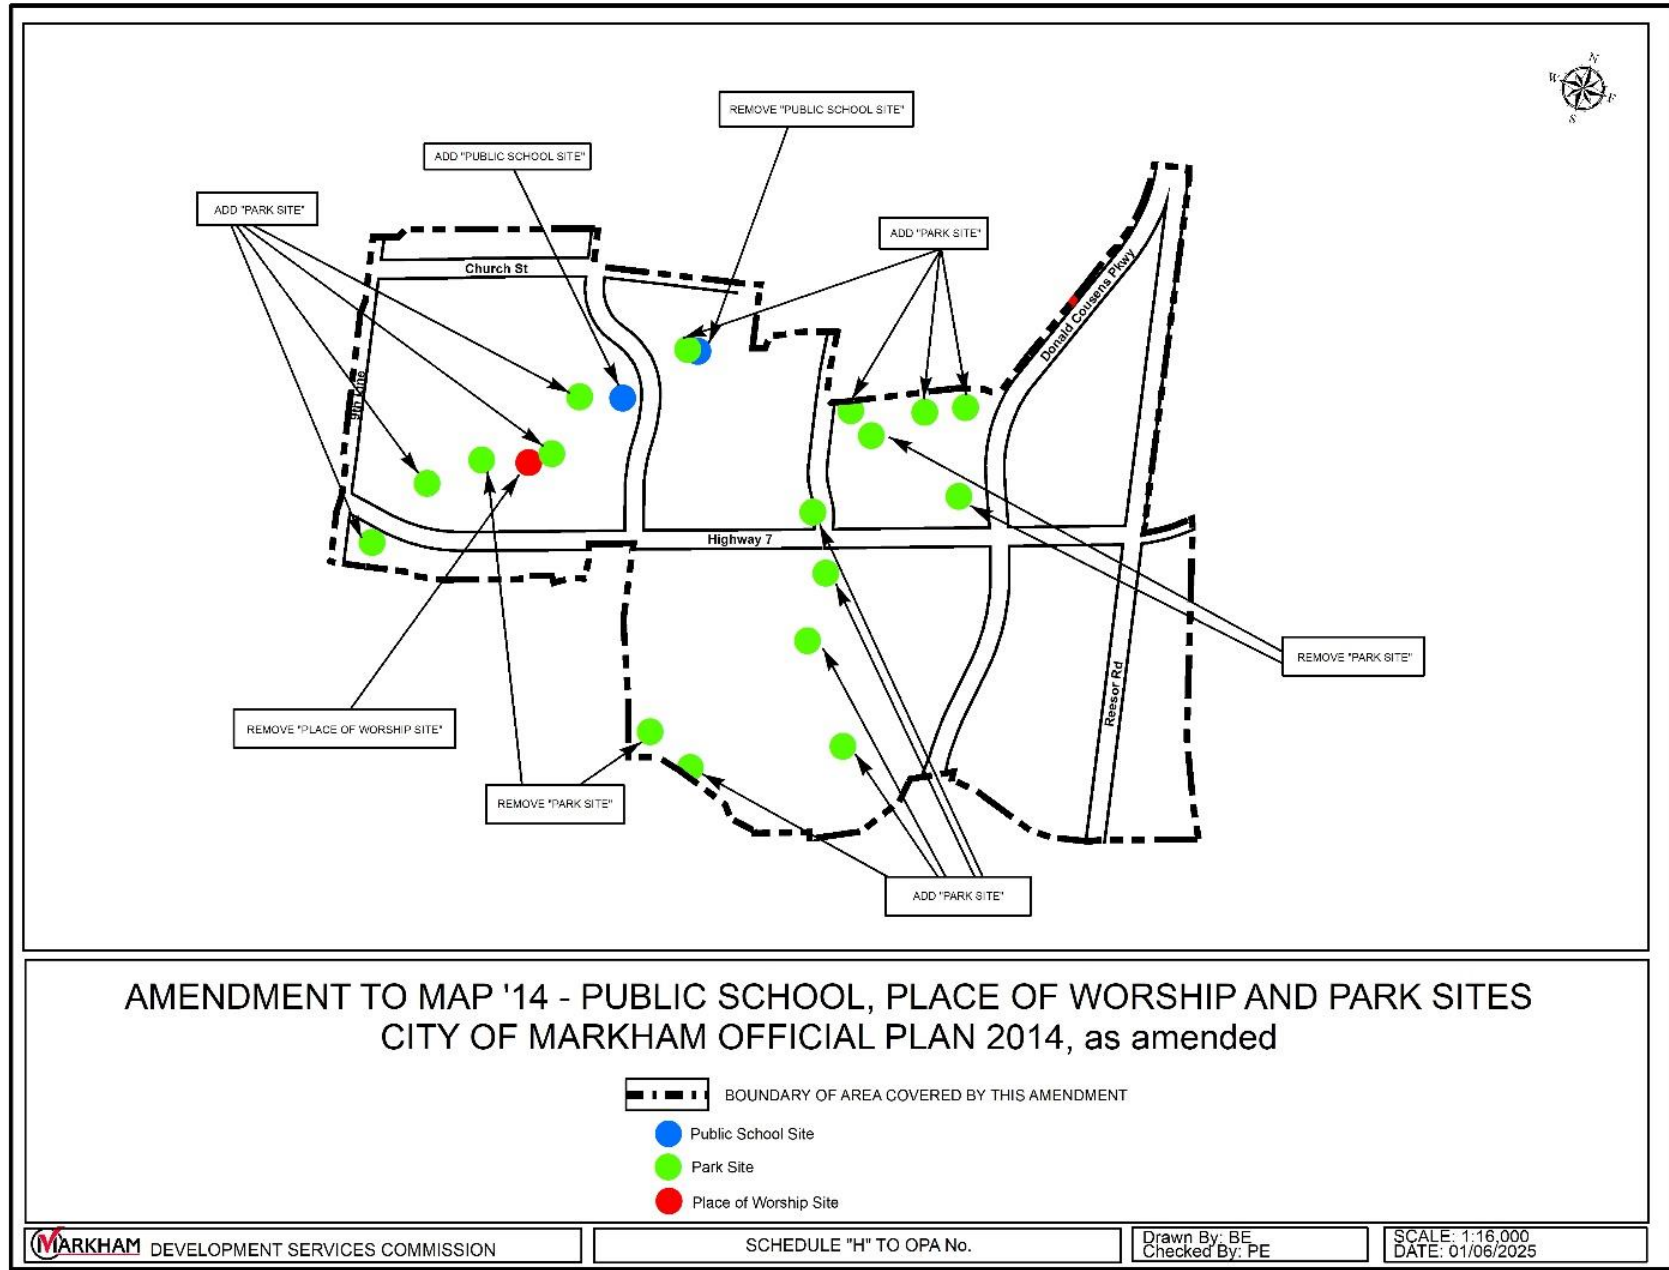 N
W
E
S
REMOVE "PUBLIC SCHOOL SITE"
ADD "PUBLIC SCHOOL SITE"
ADD "PARK SITE"
ADD "PARK SITE"
Church St
Donald Cousens Pkwy
9th Line
Highway 7
REMOVE "PARK SITE"
Reesor Rd
REMOVE "PLACE OF WORSHIP SITE"
REMOVE "PARK SITE"
ADD "PARK SITE"
AMENDMENT TO MAP '14 - PUBLIC SCHOOL, PLACE OF WORSHIP AND PARK SITES
CITY OF MARKHAM OFFICIAL PLAN 2014, as amended
BOUNDARY OF AREA COVERED BY THIS AMENDMENT
Public School Site
Park Site
Place of Worship Site
MARKHAM DEVELOPMENT SERVICES COMMISSION
SCHEDULE "H" TO OPA No.
Drawn By: BE
Checked By: PE
SCALE: 1:16,000
DATE: 01/06/2025